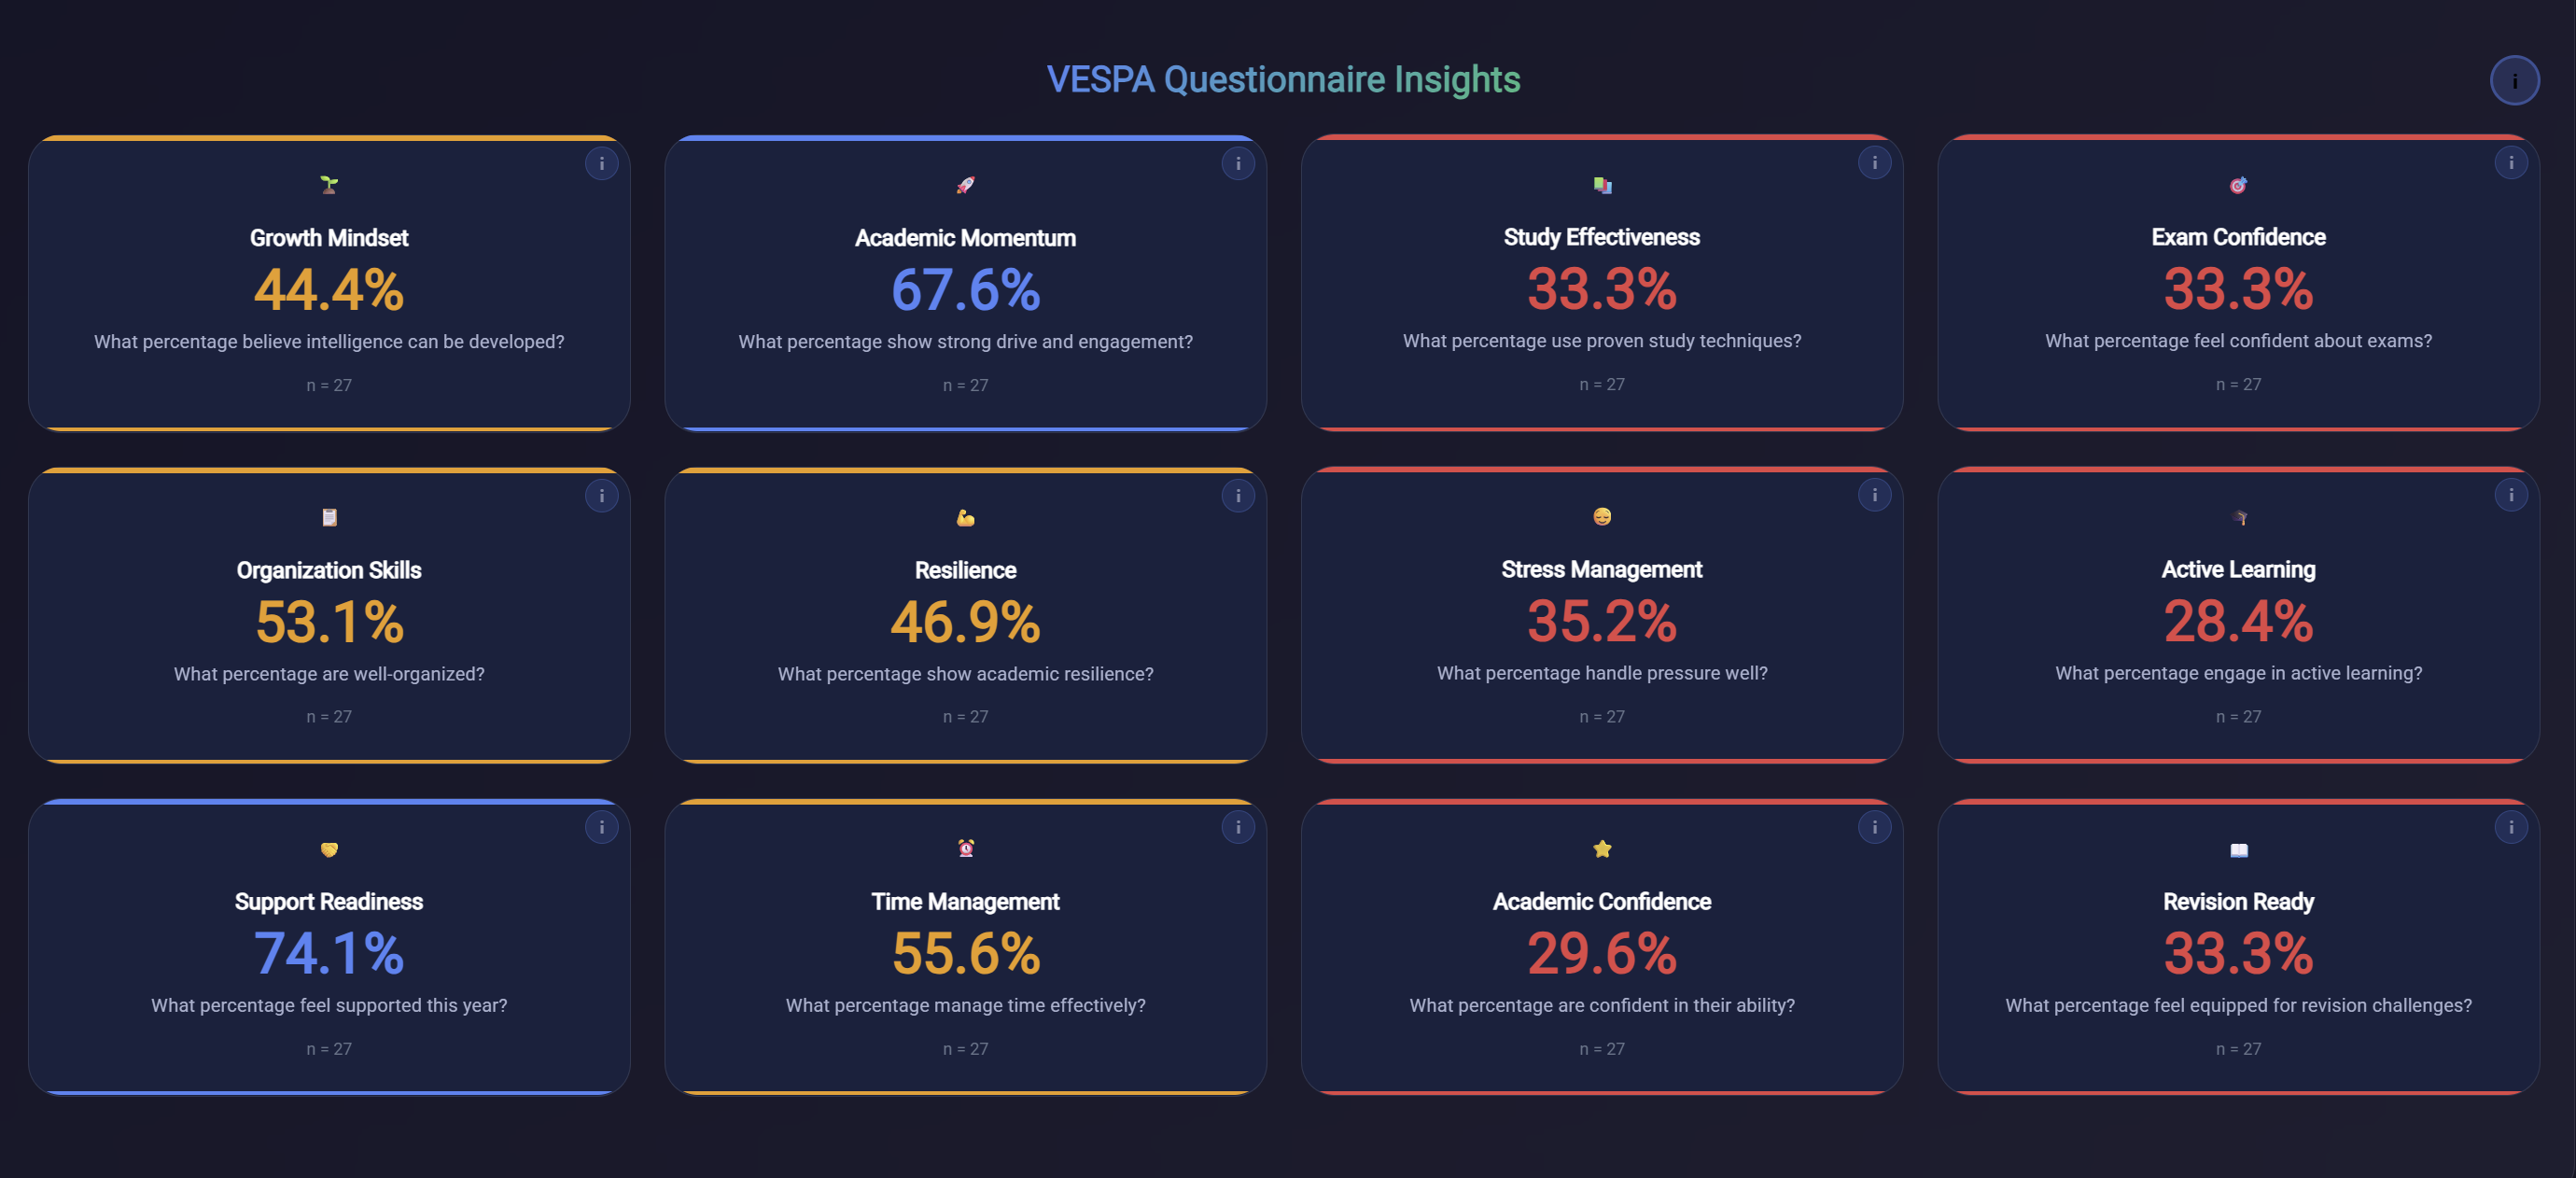 VESPA Questionnaire Insights
i
i
Growth Mindset
44.4%
What percentage believe intelligence can be developed?
n = 27
i
Academic Momentum
67.6%
What percentage show strong drive and engagement?
n = 27
i
Study Effectiveness
33.3%
What percentage use proven study techniques?
n = 27
i
Exam Confidence
33.3%
What percentage feel confident about exams?
n = 27
i
Organization Skills
53.1%
What percentage are well-organized?
n = 27
i
Resilience
46.9%
What percentage show academic resilience?
n = 27
i
Stress Management
35.2%
What percentage handle pressure well?
n = 27
i
Active Learning
28.4%
What percentage engage in active learning?
n = 27
i
Support Readiness
74.1%
What percentage feel supported this year?
n = 27
i
Time Management
55.6%
What percentage manage time effectively?
n = 27
i
Academic Confidence
29.6%
What percentage are confident in their ability?
n = 27
i
Revision Ready
33.3%
What percentage feel equipped for revision challenges?
n = 27